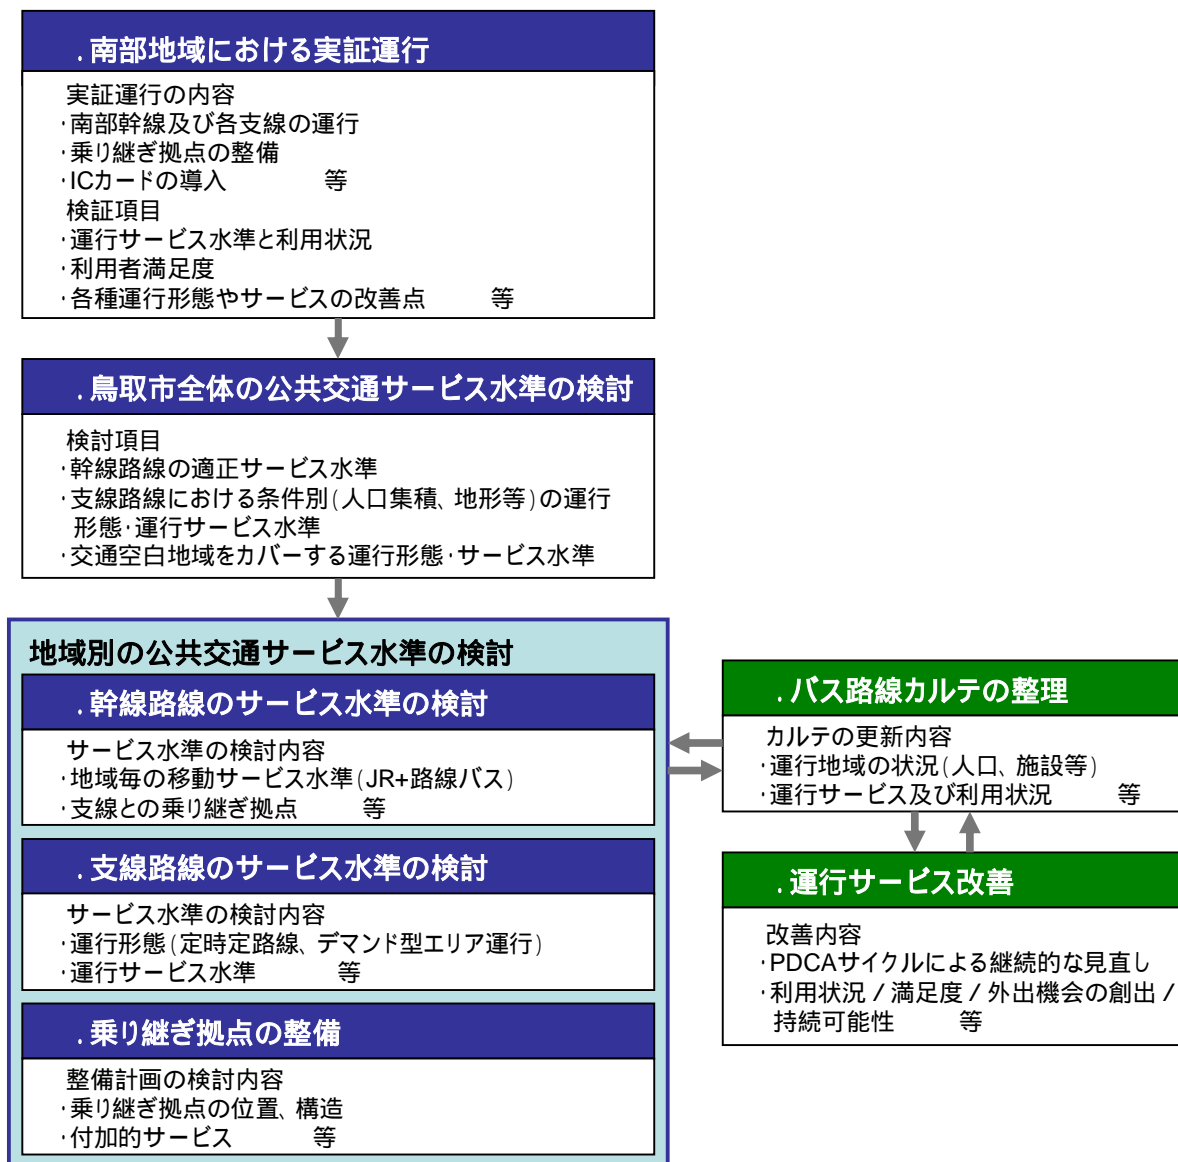 .南部地域における実証運行
実証運行の内容
・南部幹線及び各支線の運行
・乗り継ぎ拠点の整備
・ICカードの導入　　　　等
検証項目
・運行サービス水準と利用状況
・利用者満足度
・各種運行形態やサービスの改善点　　　等
.鳥取市全体の公共交通サービス水準の検討
検討項目
・幹線路線の適正サービス水準
・支線路線における条件別(人口集積、地形等)の運行
形態・運行サービス水準
・交通空白地域をカバーする運行形態・サービス水準
地域別の公共交通サービス水準の検討
.幹線路線のサービス水準の検討
サービス水準の検討内容
・地域毎の移動サービス水準(JR+路線バス)
・支線との乗り継ぎ拠点　　　等
.支線路線のサービス水準の検討
サービス水準の検討内容
・運行形態(定時定路線、デマンド型エリア運行)
・運行サービス水準　　　　等
.乗り継ぎ拠点の整備
整備計画の検討内容
・乗り継ぎ拠点の位置、構造
・付加的サービス　　　　等
.バス路線カルテの整理
カルテの更新内容
・運行地域の状況(人口、施設等)
・運行サービス及び利用状況　　　等
.運行サービス改善
改善内容
・PDCAサイクルによる継続的な見直し
・利用状況／満足度／外出機会の創出／
持続可能性　　　等